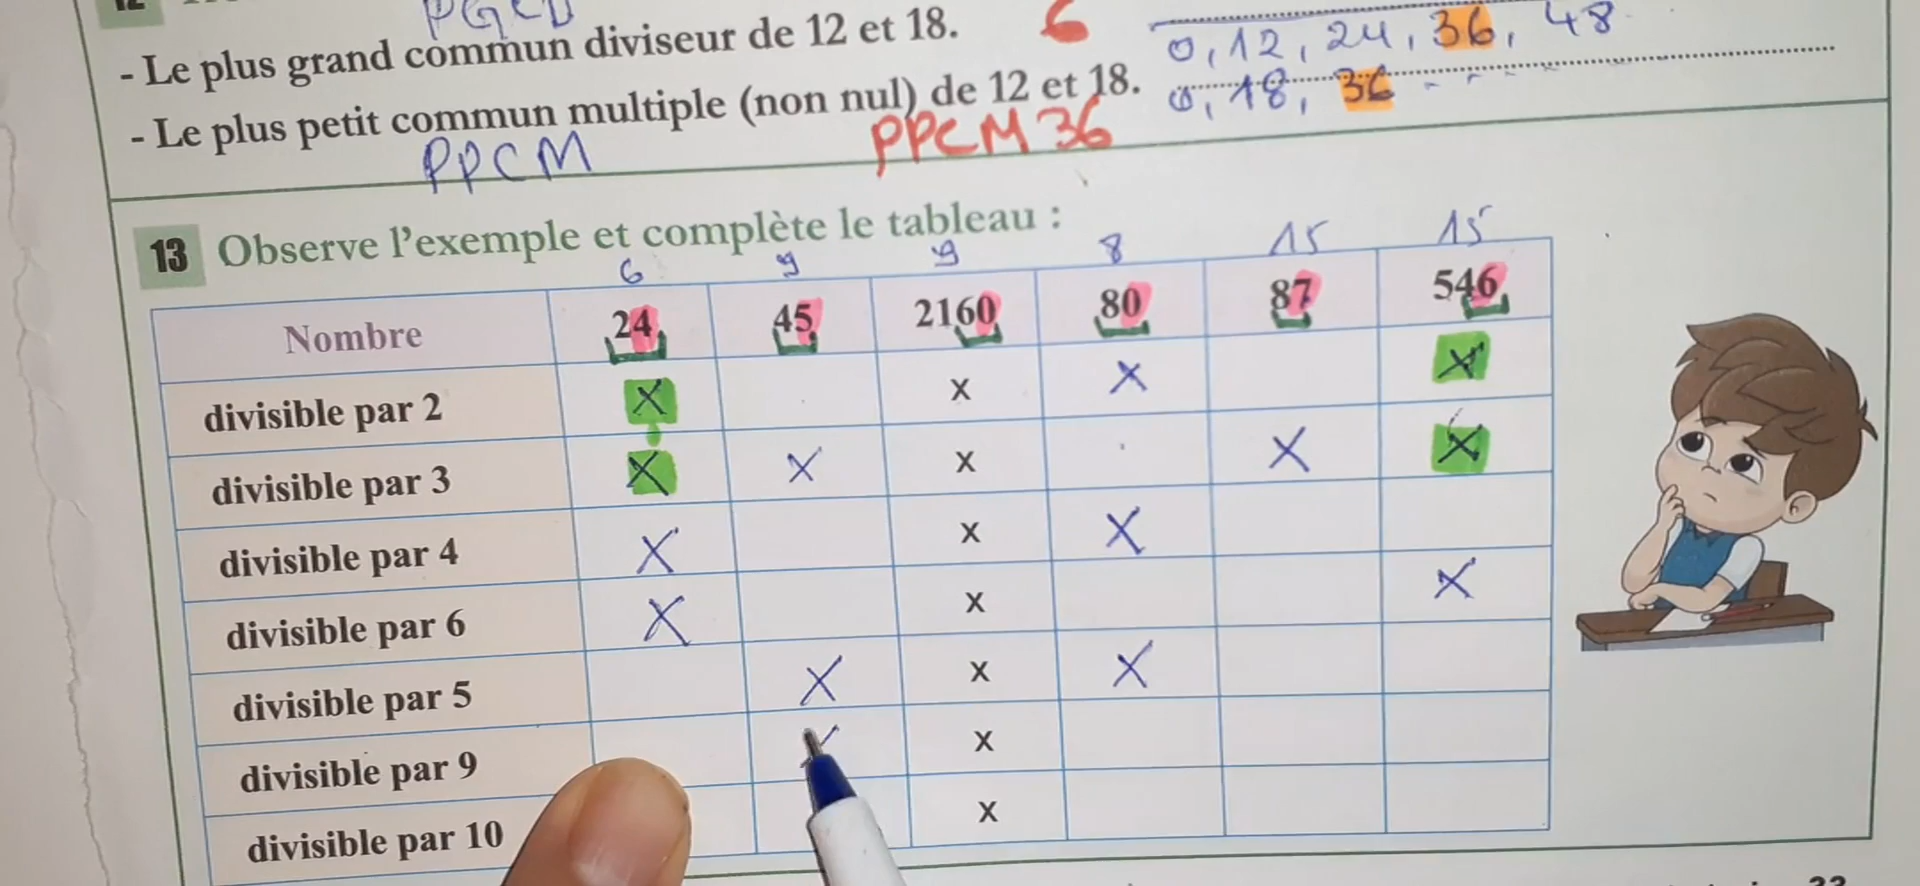 PGCD
- Le plus grand commun diviseur de 12 et 18. 6
0, 12, 24, 36, 48
- Le plus petit commun multiple (non nul) de 12 et 18. 0, 18, 36
PPCM PPCM 36
13 Observe l'exemple et complète le tableau :
6 9 9 8 15 15
Nombre 24 45 2160 80 87 546
divisible par 2 X x X X
divisible par 3 X X x X X
divisible par 4 X x X
divisible par 6 X x X
divisible par 5 X x X
divisible par 9 x
divisible par 10 x